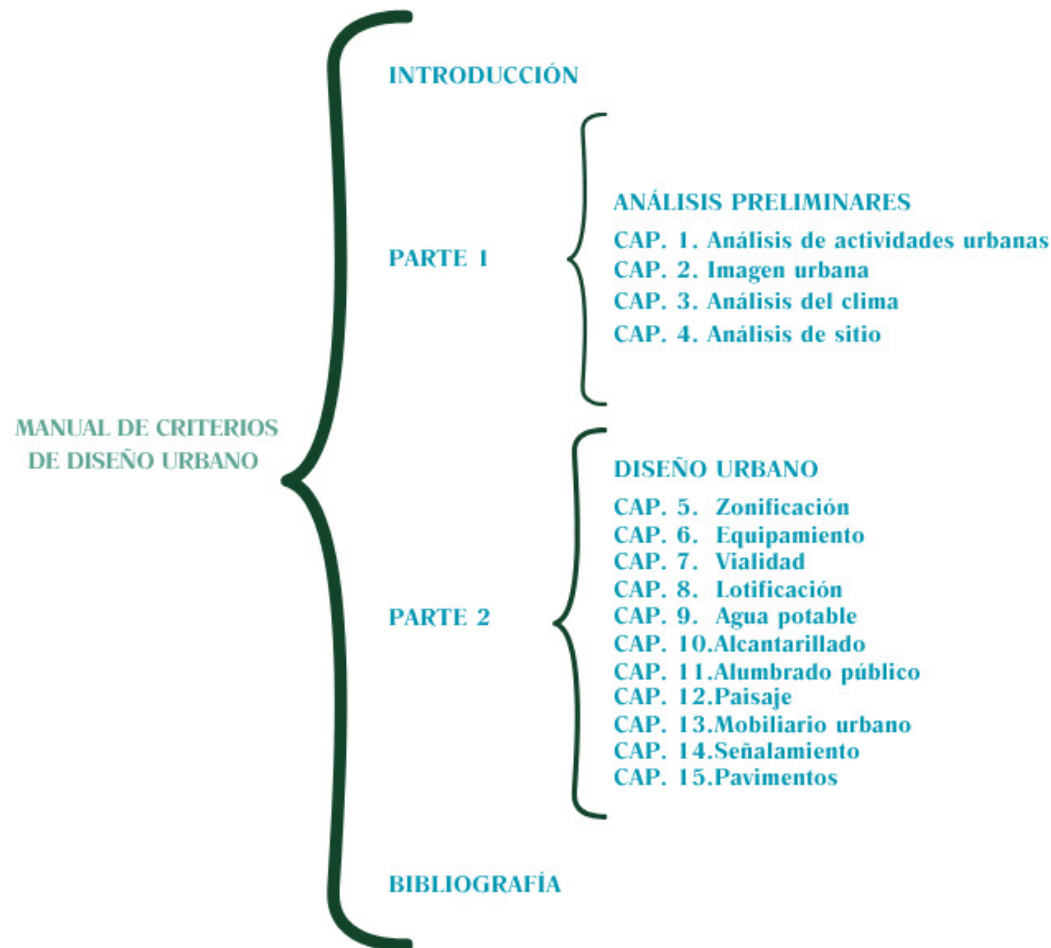 MANUAL DE CRITERIOS
DE DISEÑO URBANO
INTRODUCCIÓN
PARTE 1
ANÁLISIS PRELIMINARES
CAP. 1. Análisis de actividades urbanas
CAP. 2. Imagen urbana
CAP. 3. Análisis del clima
CAP. 4. Análisis de sitio
PARTE 2
DISEÑO URBANO
CAP. 5. Zonificación
CAP. 6. Equipamiento
CAP. 7. Vialidad
CAP. 8. Lotificación
CAP. 9. Agua potable
CAP. 10.Alcantarillado
CAP. 11.Alumbrado público
CAP. 12.Paisaje
CAP. 13.Mobiliario urbano
CAP. 14.Señalamiento
CAP. 15.Pavimentos
BIBLIOGRAFÍA